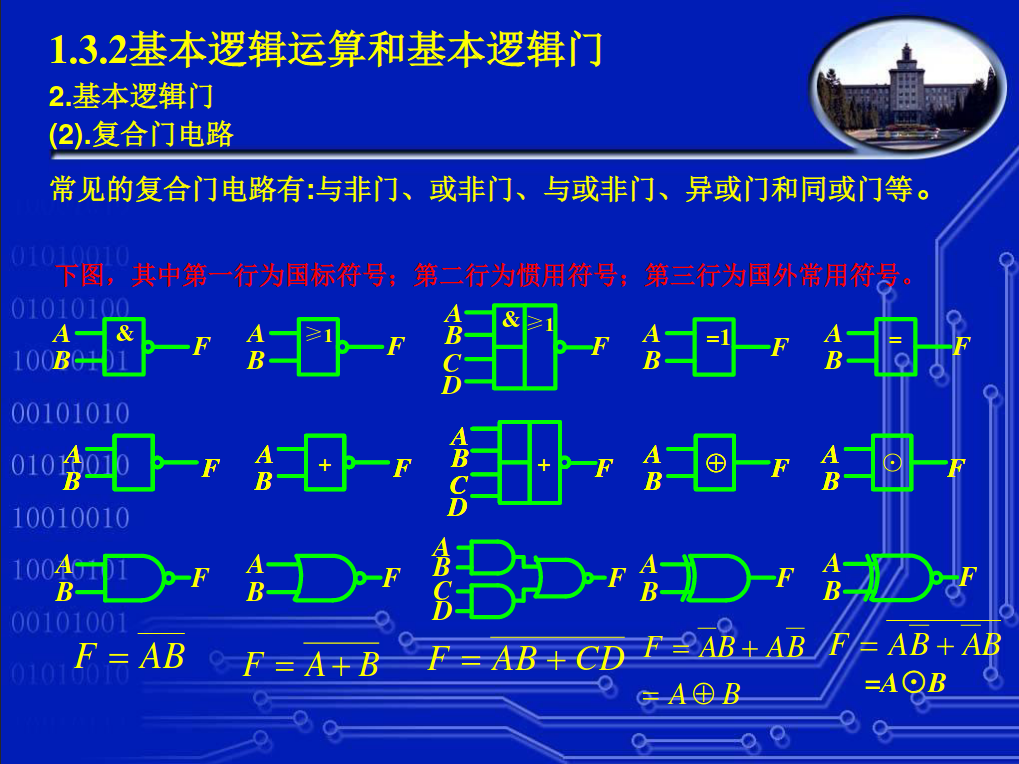 1.3.2基本逻辑运算和基本逻辑门
2.基本逻辑门
(2).复合门电路
常见的复合门电路有:与非门、或非门、与或非门、异或门和同或门等。
下图，其中第一行为国标符号；第二行为惯用符号；第三行为国外常用符号。
A B & F A B ≥1 F A B C D & ≥1 F A B =1 F A B = F
A B F A B + F A B C D + F A B ⊕ F A B ⊙ F
A B F A B F A B C D F A B F A B F
F = \overline{AB} F = \overline{A + B} F = \overline{AB + CD} F = \overline{A}B + A\overline{B} F = \overline{A\overline{B} + \overline{A}B}
= A ⊕ B =A⊙B
01010010
01010100
10010101
00101010
01010010
10010010
10010101
00101001
01010010